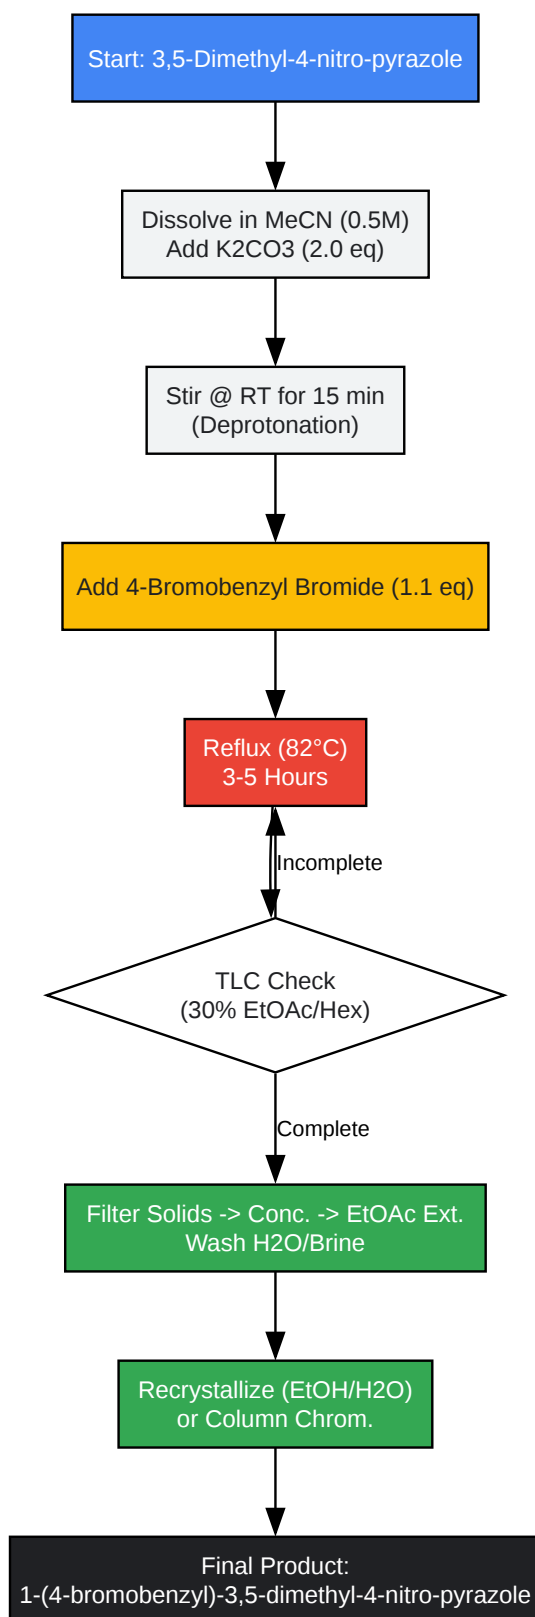 Start: 3,5-Dimethyl-4-nitro-pyrazole
Dissolve in MeCN (0.5M)
Add K2CO3 (2.0 eq)
Stir @ RT for 15 min
(Deprotonation)
Add 4-Bromobenzyl Bromide (1.1 eq)
Reflux (82°C)
3-5 Hours
Incomplete
TLC Check
(30% EtOAc/Hex)
Complete
Filter Solids -> Conc. -> EtOAc Ext.
Wash H2O/Brine
Recrystallize (EtOH/H2O)
or Column Chrom.
Final Product:
1-(4-bromobenzyl)-3,5-dimethyl-4-nitro-pyrazole